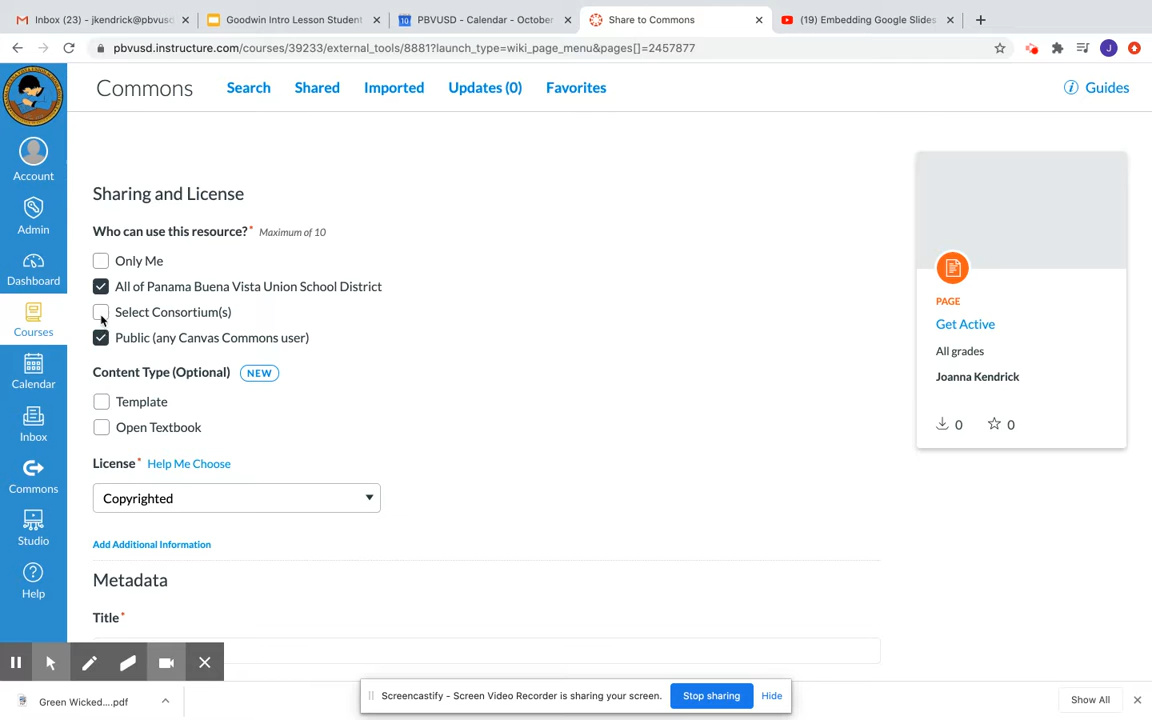 Inbox (23) - jkendrick@pbvusd
Goodwin Intro Lesson Student
PBVUSD - Calendar - October
Share to Commons
(19) Embedding Google Slides
pbvusd.instructure.com/courses/39233/external_tools/8881?launch_type=wiki_page_menu&pages[]=2457877
J
Commons
Search
Shared
Imported
Updates (0)
Favorites
Guides
Account
Admin
Dashboard
Courses
Calendar
Inbox
Commons
Studio
Help
Sharing and License
Who can use this resource?* Maximum of 10
Only Me
All of Panama Buena Vista Union School District
Select Consortium(s)
Public (any Canvas Commons user)
Content Type (Optional) NEW
Template
Open Textbook
License* Help Me Choose
Copyrighted
Add Additional Information
Metadata
Title*
PAGE
Get Active
All grades
Joanna Kendrick
0 0
Screencastify - Screen Video Recorder is sharing your screen. Stop sharing Hide
Green Wicked....pdf
Show All